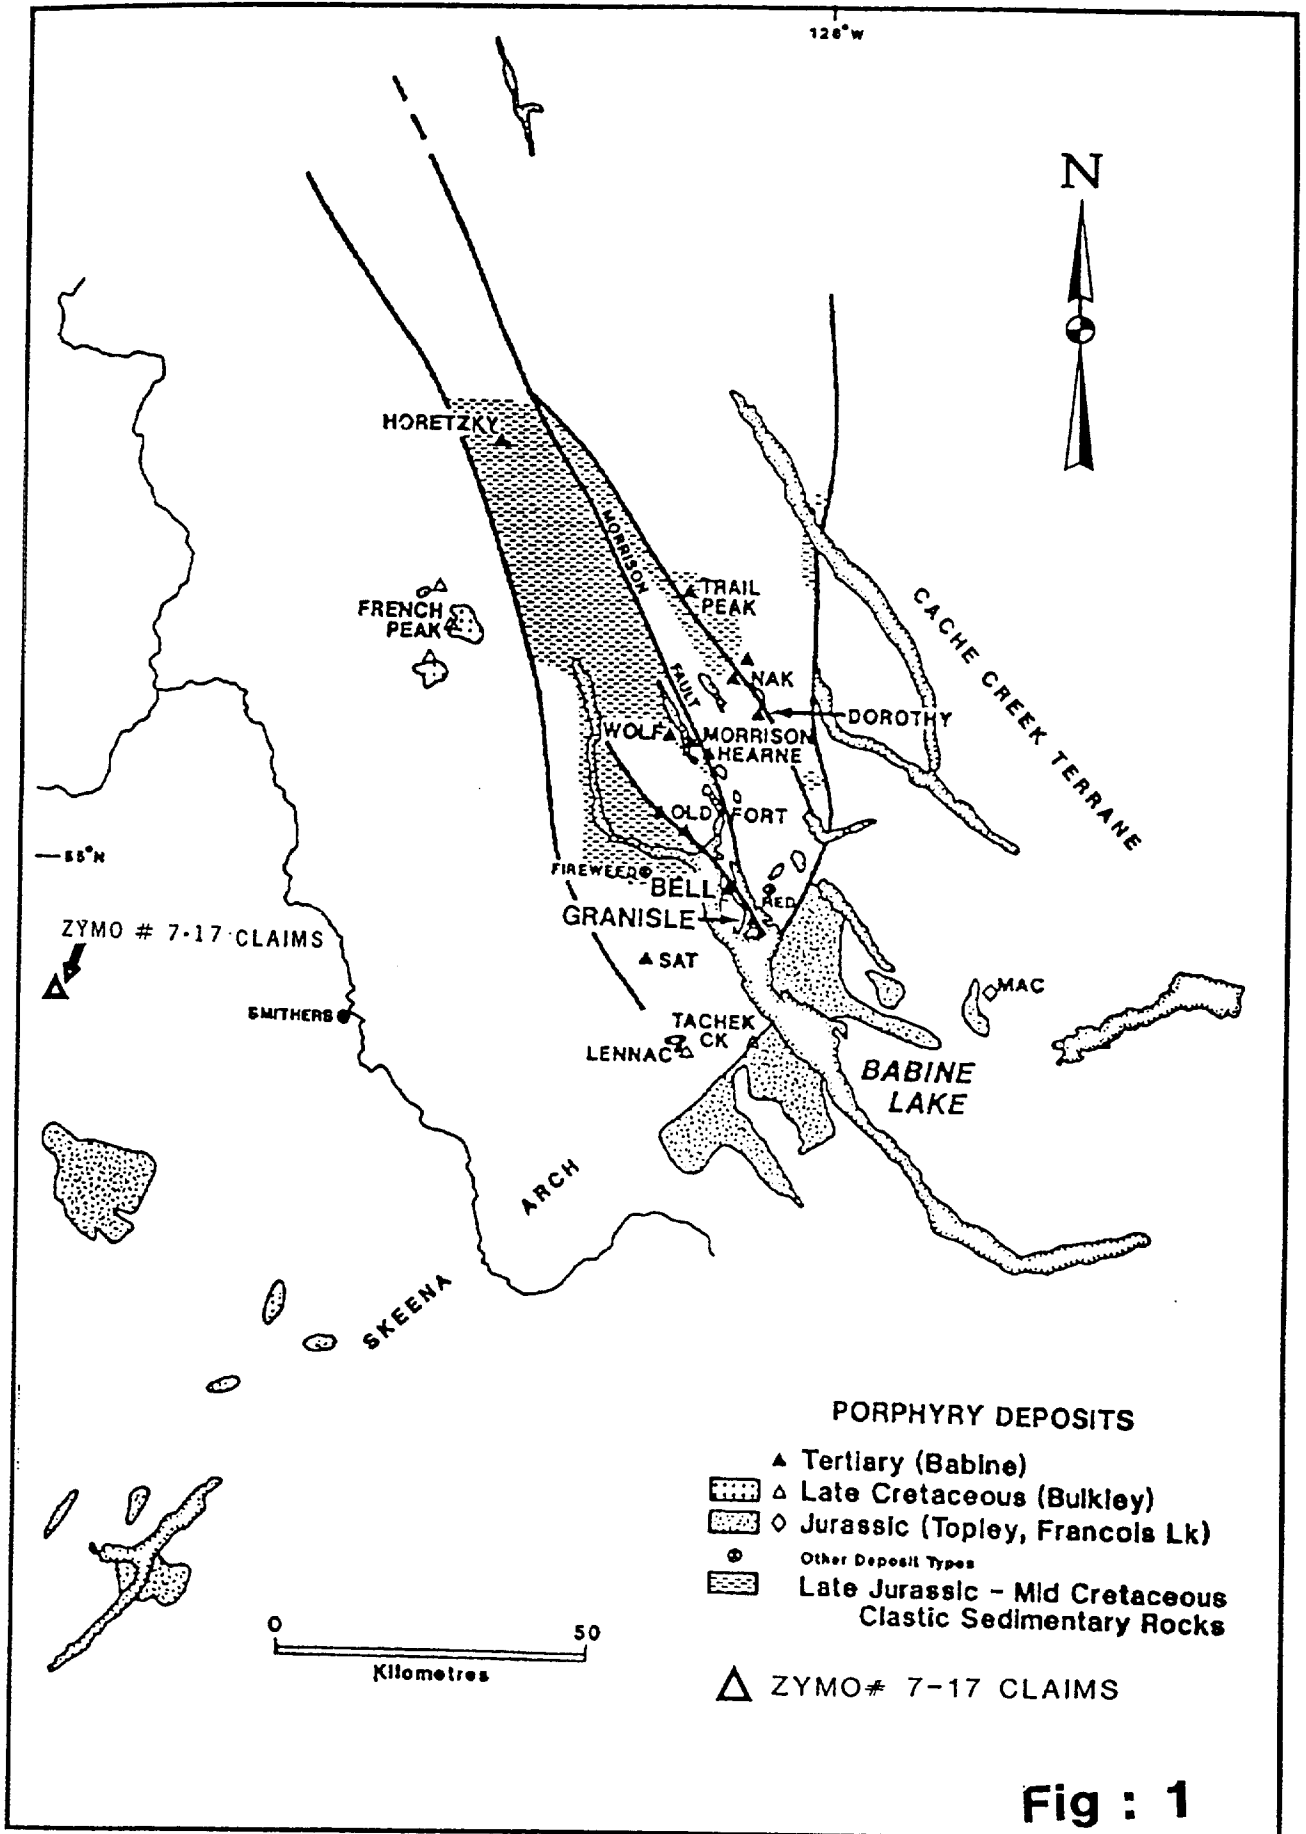 128°W
N
HORETZKY
MORRISON
FAULT
TRAIL
PEAK
FRENCH
PEAK
NAK
DOROTHY
CACHE CREEK TERRANE
WOLF
MORRISON
HEARNE
OLD FORT
55°N
FIREWEED
BELL
RED
GRANISLE
ZYMO # 7-17 CLAIMS
SAT
MAC
SMITHERS
TACHEK
CK
LENNAC
BABINE
LAKE
ARCH
SKEENA
PORPHYRY DEPOSITS
Tertiary (Babine)
Late Cretaceous (Bulkley)
Jurassic (Topley, Francois Lk)
Other Deposit Types
Late Jurassic - Mid Cretaceous
Clastic Sedimentary Rocks
0 50
Kilometres
ZYMO# 7-17 CLAIMS
Fig : 1